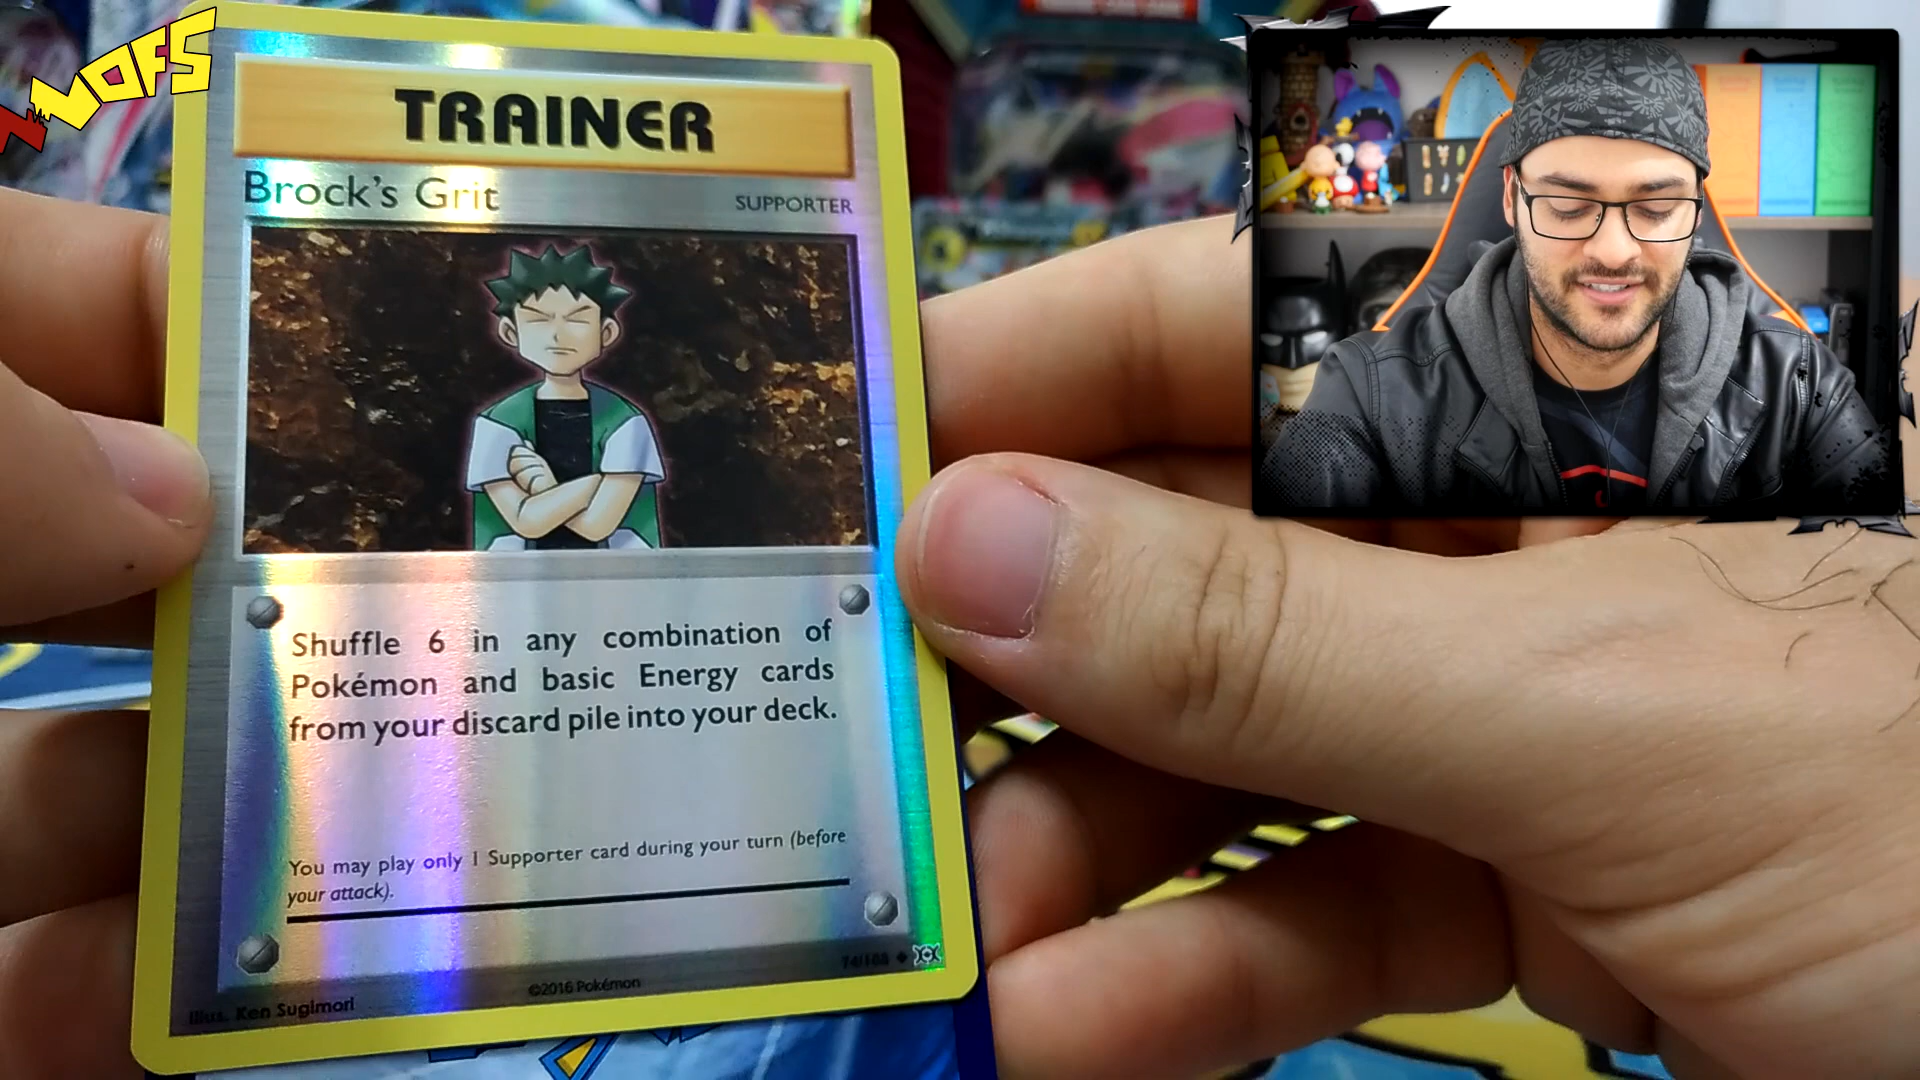 TRAINER
Brock's Grit
SUPPORTER
Shuffle 6 in any combination of
Pokémon and basic Energy cards
from your discard pile into your deck.
You may play only 1 Supporter card during your turn (before
your attack).
74/108
©2016 Pokémon
Illus. Ken Sugimori